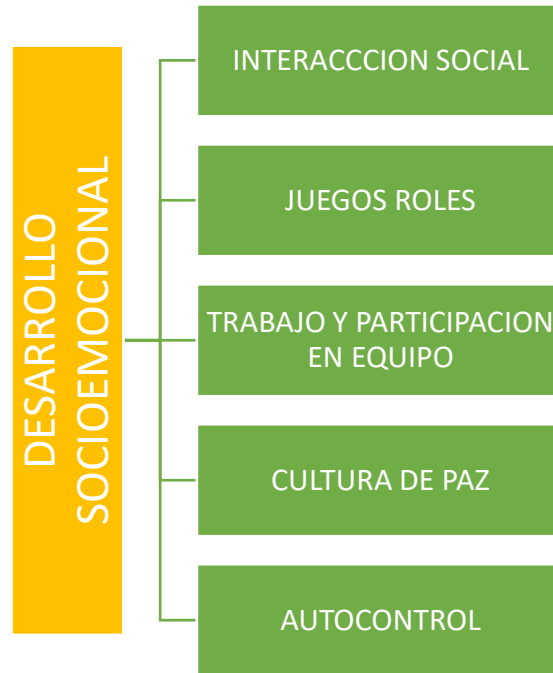 DESARROLLO
SOCIOEMOCIONAL
INTERACCCION SOCIAL
JUEGOS ROLES
TRABAJO Y PARTICIPACION
EN EQUIPO
CULTURA DE PAZ
AUTOCONTROL